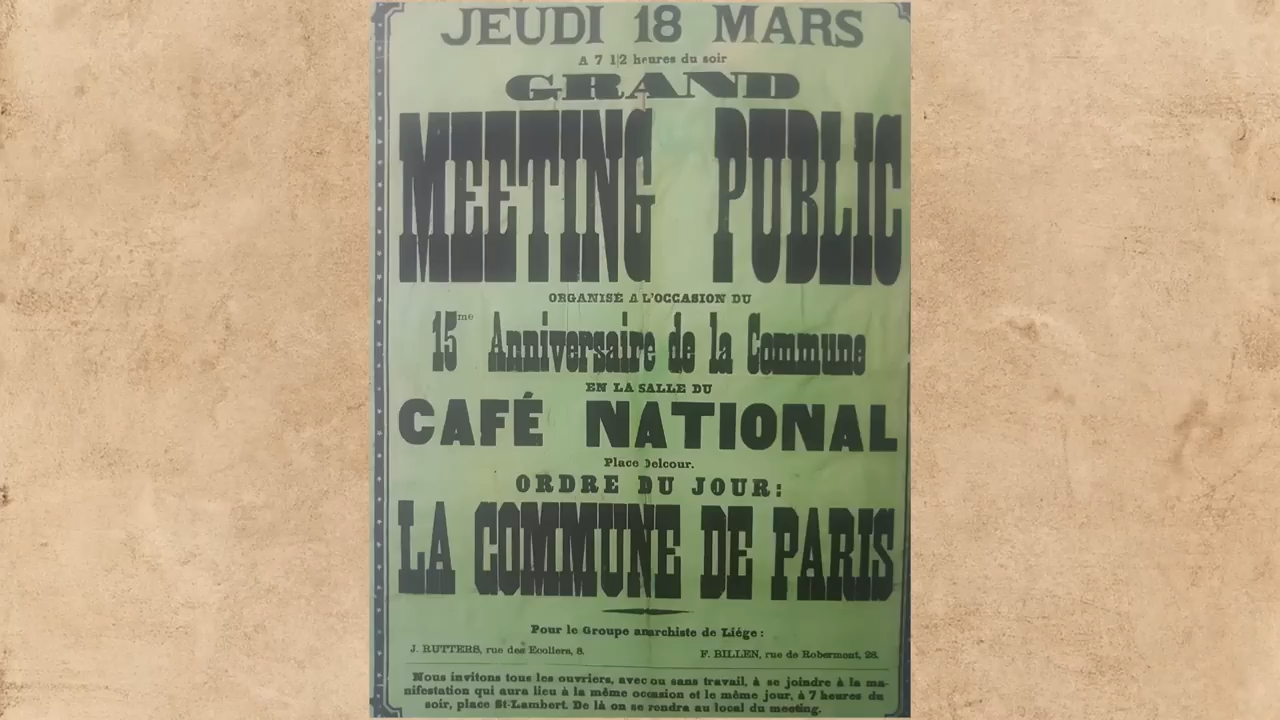 JEUDI 18 MARS
A 7 1|2 heures du soir
GRAND
MEETING PUBLIC
ORGANISÉ A L'OCCASION DU
15me Anniversaire de la Commune
EN LA SALLE DU
CAFÉ NATIONAL
Place Delcour.
ORDRE DU JOUR:
LA COMMUNE DE PARIS
Pour le Groupe anarchiste de Liége:
J. RUTTERS, rue des Ecoliers, 8.
F. BILLEN, rue de Robermont, 28.
Nous invitons tous les ouvriers, avec ou sans travail, à se joindre à la ma-
nifestation qui aura lieu à la même occasion et le même jour, à 7 heures du
soir, place St-Lambert. De là on se rendra au local du meeting.